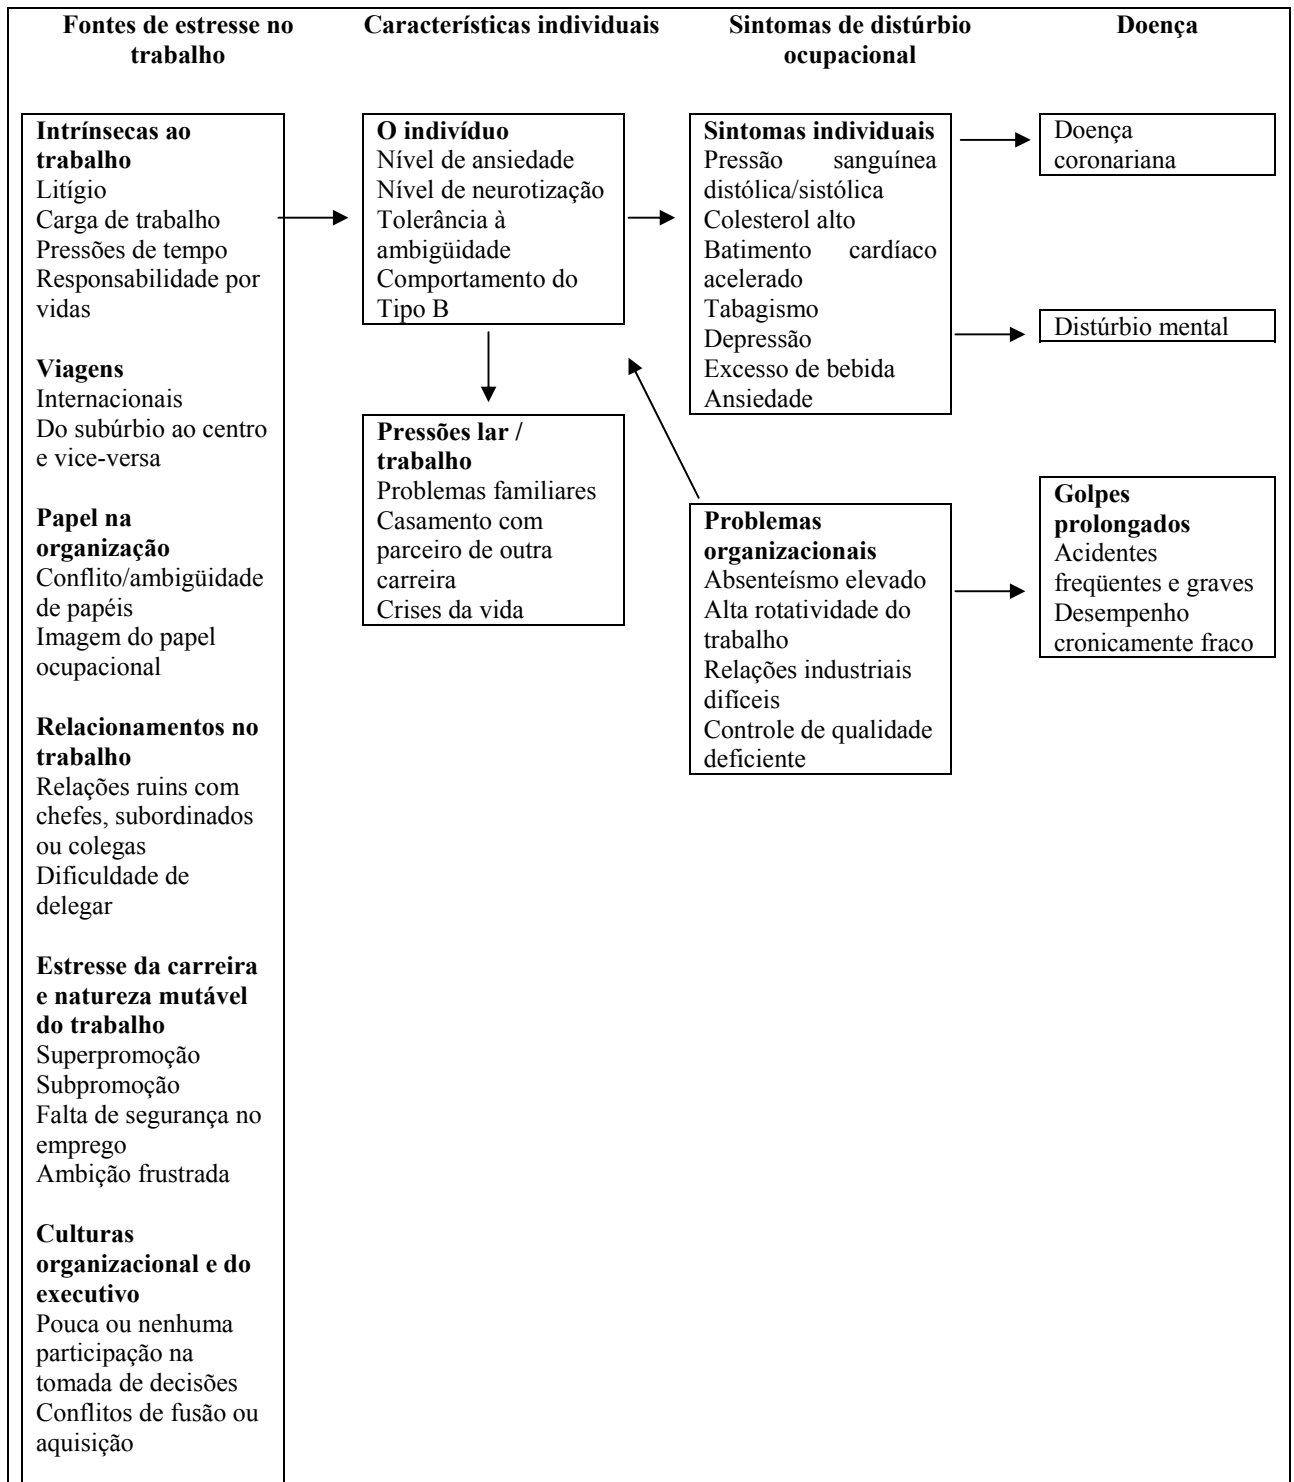 Fontes de estresse no
trabalho
Características individuais
Sintomas de distúrbio
ocupacional
Doença
Intrínsecas ao
trabalho
Litígio
Carga de trabalho
Pressões de tempo
Responsabilidade por
vidas
Viagens
Internacionais
Do subúrbio ao centro
e vice-versa
Papel na
organização
Conflito/ambigüidade
de papéis
Imagem do papel
ocupacional
Relacionamentos no
trabalho
Relações ruins com
chefes, subordinados
ou colegas
Dificuldade de
delegar
Estresse da carreira
e natureza mutável
do trabalho
Superpromoção
Subpromoção
Falta de segurança no
emprego
Ambição frustrada
Culturas
organizacional e do
executivo
Pouca ou nenhuma
participação na
tomada de decisões
Conflitos de fusão ou
aquisição
O indivíduo
Nível de ansiedade
Nível de neurotização
Tolerância à
ambigüidade
Comportamento do
Tipo B
Pressões lar /
trabalho
Problemas familiares
Casamento com
parceiro de outra
carreira
Crises da vida
Sintomas individuais
Pressão sanguínea
distólica/sistólica
Colesterol alto
Batimento cardíaco
acelerado
Tabagismo
Depressão
Excesso de bebida
Ansiedade
Problemas
organizacionais
Absenteísmo elevado
Alta rotatividade do
trabalho
Relações industriais
difíceis
Controle de qualidade
deficiente
Doença
coronariana
Distúrbio mental
Golpes
prolongados
Acidentes
freqüentes e graves
Desempenho
cronicamente fraco